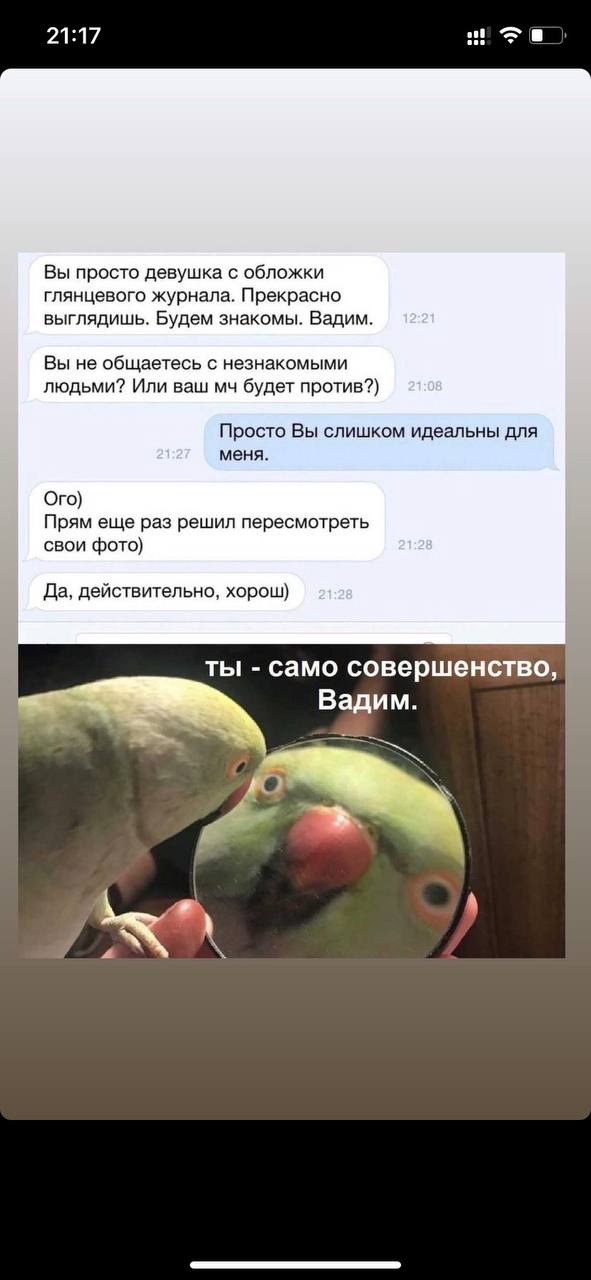 21:17
Вы просто девушка с обложки
глянцевого журнала. Прекрасно
выглядишь. Будем знакомы. Вадим.
12:21
Вы не общаетесь с незнакомыми
людьми? Или ваш мч будет против?)
21:08
Просто Вы слишком идеальны для
меня.
21:27
Ого)
Прям еще раз решил пересмотреть
свои фото)
21:28
Да, действительно, хорош)
21:28
ты - само совершенство,
Вадим.